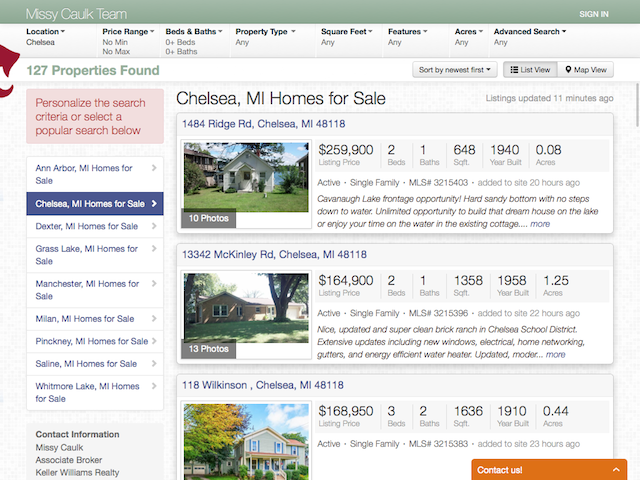 Missy Caulk Team
SIGN IN
Location
Chelsea
Price Range
No Min
No Max
Beds & Baths
0+ Beds
0+ Baths
Property Type
Any
Square Feet
Any
Features
Any
Acres
Any
Advanced Search
Any
127 Properties Found
Sort by newest first
List View
Map View
Personalize the search
criteria or select a
popular search below
Ann Arbor, MI Homes for
Sale
Chelsea, MI Homes for Sale
Dexter, MI Homes for Sale
Grass Lake, MI Homes for
Sale
Manchester, MI Homes for
Sale
Milan, MI Homes for Sale
Pinckney, MI Homes for Sale
Saline, MI Homes for Sale
Whitmore Lake, MI Homes
for Sale
Contact Information
Missy Caulk
Associate Broker
Keller Williams Realty
Chelsea, MI Homes for Sale
Listings updated 11 minutes ago
1484 Ridge Rd, Chelsea, MI 48118
10 Photos
$259,900 2 1 648 1940 0.08
Listing Price Beds Baths Sqft. Year Built Acres
Active • Single Family • MLS# 3215403 • added to site 20 hours ago
Cavanaugh Lake frontage opportunity! Hard sandy bottom with no steps
down to water. Unlimited opportunity to build that dream house on the lake
or enjoy your time on the water in the existing cottage.... more
13342 McKinley Rd, Chelsea, MI 48118
13 Photos
$164,900 2 1 1358 1958 1.25
Listing Price Beds Baths Sqft. Year Built Acres
Active • Single Family • MLS# 3215396 • added to site 22 hours ago
Nice, updated and super clean brick ranch in Chelsea School District.
Extensive updates including new windows, electrical, home networking,
gutters, and energy efficient water heater. Updated, moder... more
118 Wilkinson , Chelsea, MI 48118
$168,950 3 2 1636 1910 0.44
Listing Price Beds Baths Sqft. Year Built Acres
Active • Single Family • MLS# 3215383 • added to site 23 hours ago
Contact us!